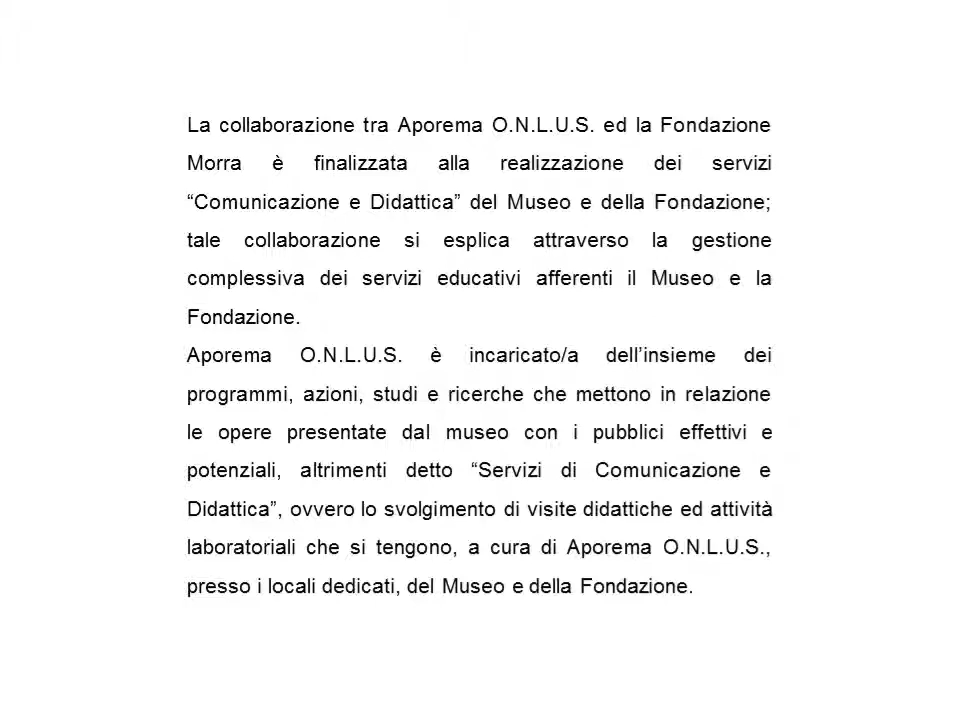 La collaborazione tra Aporema O.N.L.U.S. ed la Fondazione
Morra è finalizzata alla realizzazione dei servizi
“Comunicazione e Didattica” del Museo e della Fondazione;
tale collaborazione si esplica attraverso la gestione
complessiva dei servizi educativi afferenti il Museo e la
Fondazione.
Aporema O.N.L.U.S. è incaricato/a dell’insieme dei
programmi, azioni, studi e ricerche che mettono in relazione
le opere presentate dal museo con i pubblici effettivi e
potenziali, altrimenti detto “Servizi di Comunicazione e
Didattica”, ovvero lo svolgimento di visite didattiche ed attività
laboratoriali che si tengono, a cura di Aporema O.N.L.U.S.,
presso i locali dedicati, del Museo e della Fondazione.